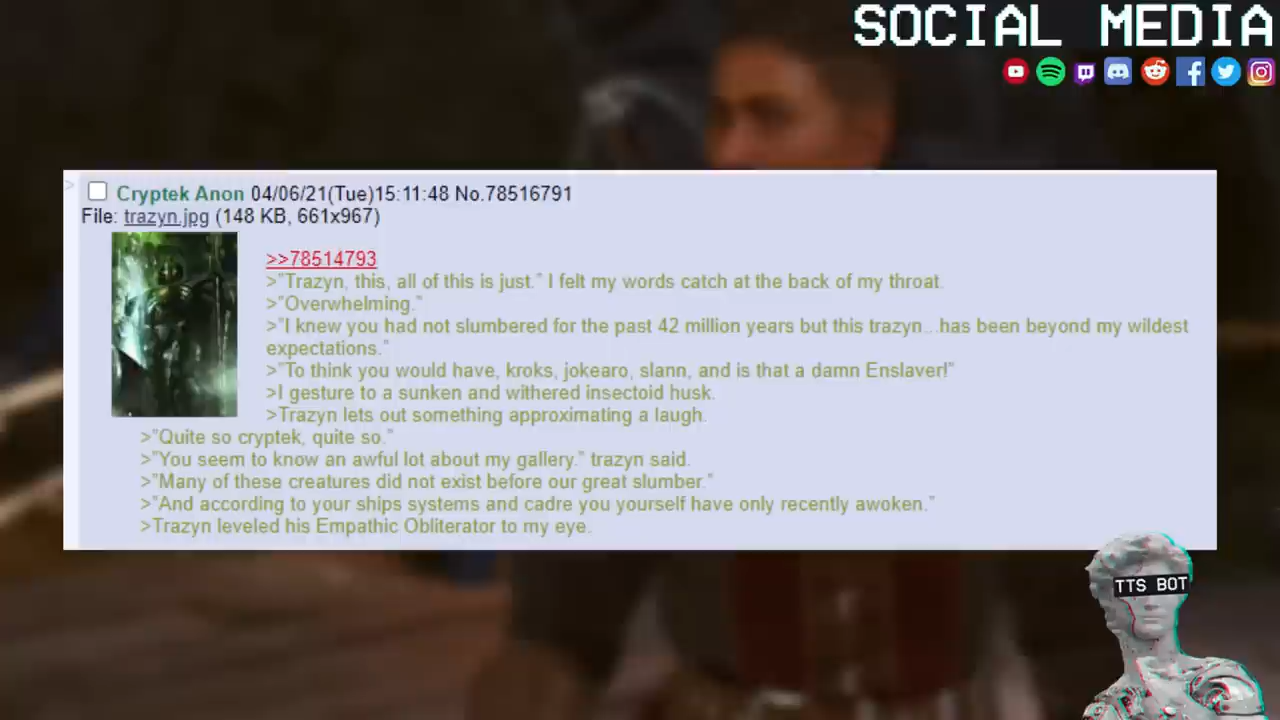 SOCIAL MEDIA
> Cryptek Anon 04/06/21(Tue)15:11:48 No.78516791
File: trazyn.jpg (148 KB, 661x967)
>>78514793
>"Trazyn, this, all of this is just." I felt my words catch at the back of my throat.
>"Overwhelming."
>"I knew you had not slumbered for the past 42 million years but this trazyn...has been beyond my wildest
expectations."
>"To think you would have, kroks, jokearo, slann, and is that a damn Enslaver!"
>I gesture to a sunken and withered insectoid husk.
>Trazyn lets out something approximating a laugh.
>"Quite so cryptek, quite so."
>"You seem to know an awful lot about my gallery." trazyn said.
>"Many of these creatures did not exist before our great slumber."
>"And according to your ships systems and cadre you yourself have only recently awoken."
>Trazyn leveled his Empathic Obliterator to my eye.
TTS BOT